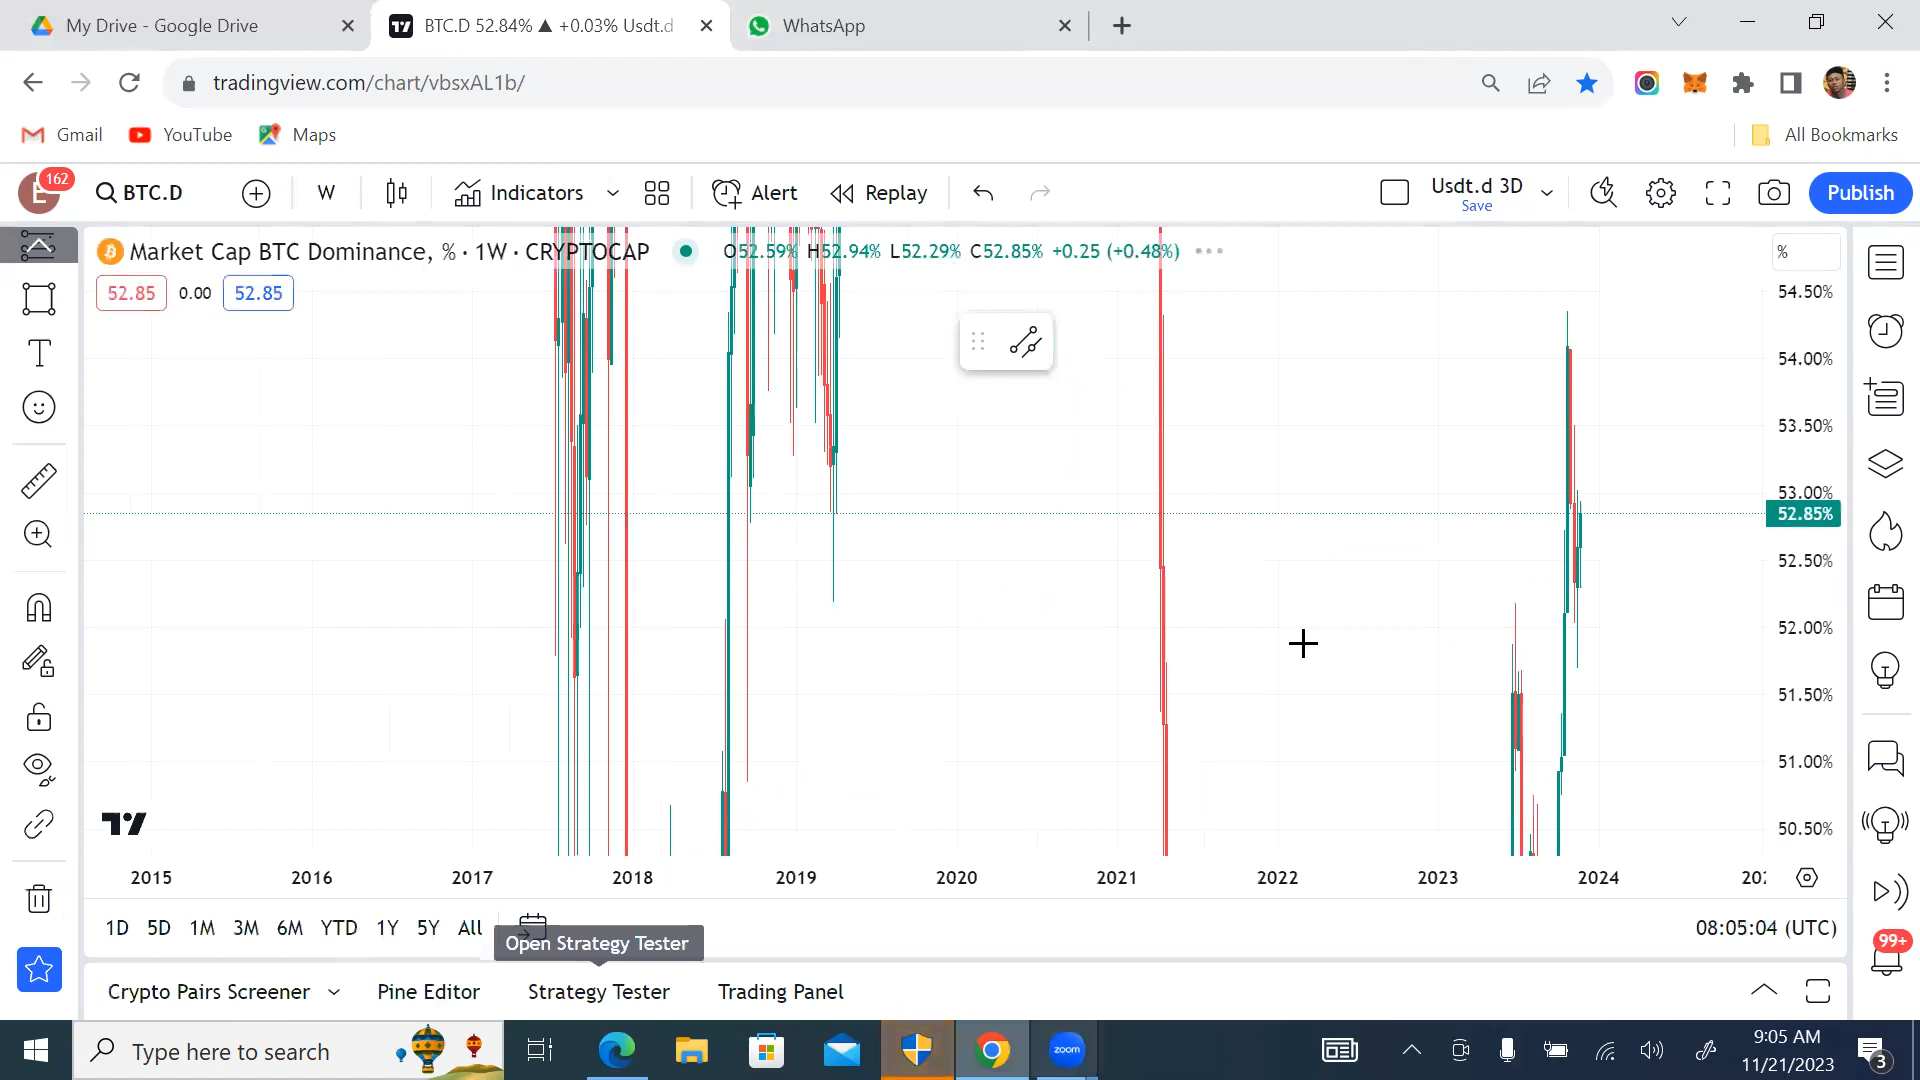 My Drive - Google Drive
BTC.D 52.84% ▲ +0.03% Usdt.d
WhatsApp
tradingview.com/chart/vbsxAL1b/
Gmail
YouTube
Maps
All Bookmarks
E
162
BTC.D
W
Indicators
Alert
Replay
Usdt.d 3D
Save
Publish
Market Cap BTC Dominance, % · 1W · CRYPTOCAP
O52.59% H52.94% L52.29% C52.85% +0.25 (+0.48%)
52.85
0.00
52.85
%
54.50%
54.00%
53.50%
53.00%
52.85%
52.50%
52.00%
51.50%
51.00%
50.50%
2015
2016
2017
2018
2019
2020
2021
2022
2023
2024
1D 5D 1M 3M 6M YTD 1Y 5Y All
08:05:04 (UTC)
Open Strategy Tester
99+
Crypto Pairs Screener
Pine Editor
Strategy Tester
Trading Panel
Type here to search
zoom
9:05 AM
11/21/2023
3